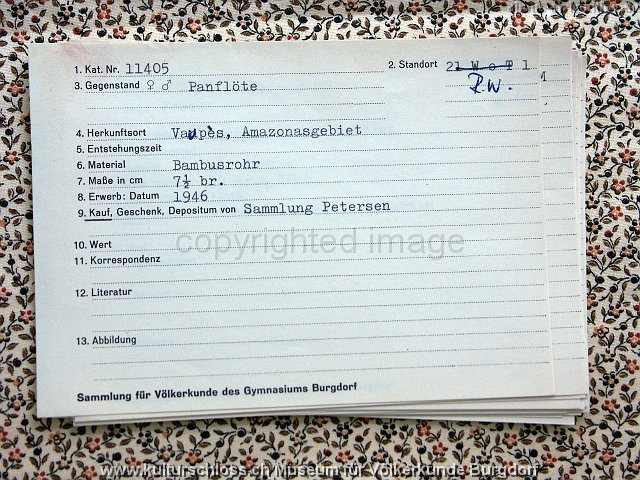 1. Kat. Nr. 11405
2. Standort 21 W o T 1
R.W.
3. Gegenstand ♀ ♂ Panflöte
4. Herkunftsort Vaupès, Amazonasgebiet
5. Entstehungszeit
6. Material Bambusrohr
7. Maße in cm 7½ br.
8. Erwerb: Datum 1946
9. Kauf, Geschenk, Depositum von Sammlung Petersen
copyrighted image
10. Wert
11. Korrespondenz
12. Literatur
13. Abbildung
Sammlung für Völkerkunde des Gymnasiums Burgdorf
www.kulturschloss.ch Museum für Völkerkunde Burgdorf